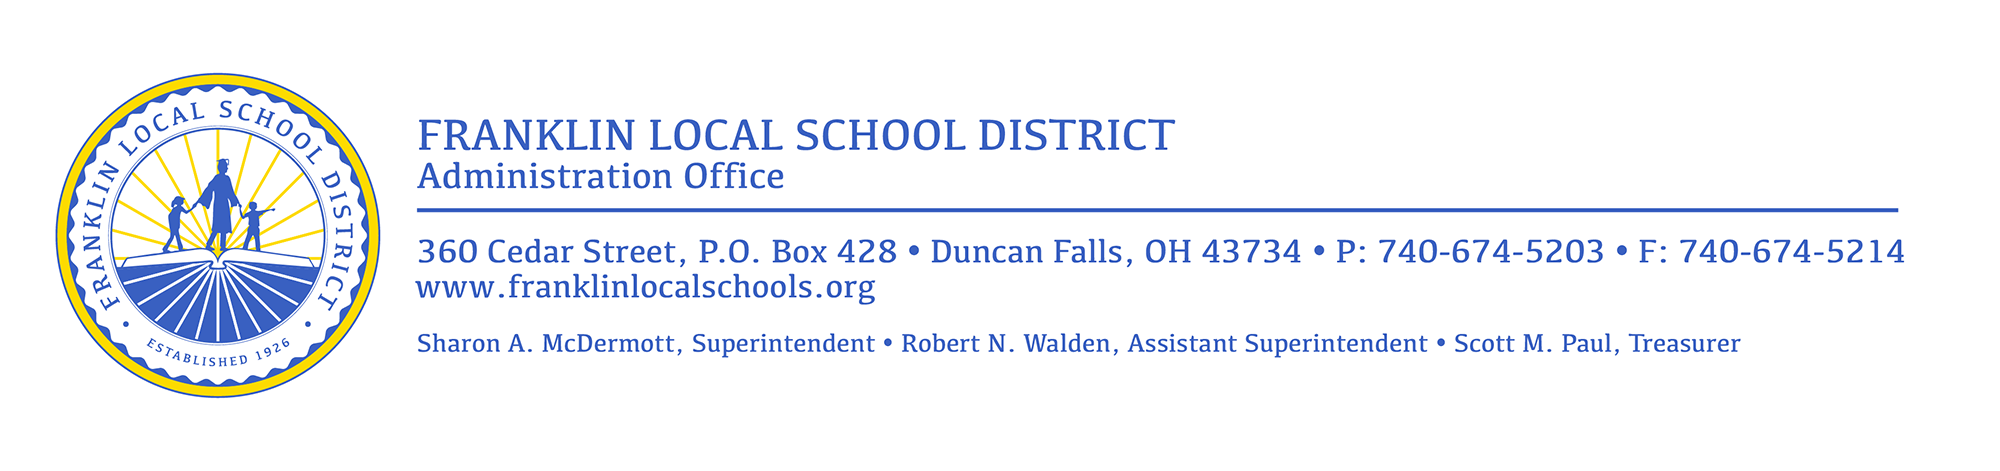 FRANKLIN LOCAL SCHOOL DISTRICT
• ESTABLISHED 1926 •
FRANKLIN LOCAL SCHOOL DISTRICT
Administration Office
360 Cedar Street, P.O. Box 428 • Duncan Falls, OH 43734 • P: 740-674-5203 • F: 740-674-5214
www.franklinlocalschools.org
Sharon A. McDermott, Superintendent • Robert N. Walden, Assistant Superintendent • Scott M. Paul, Treasurer